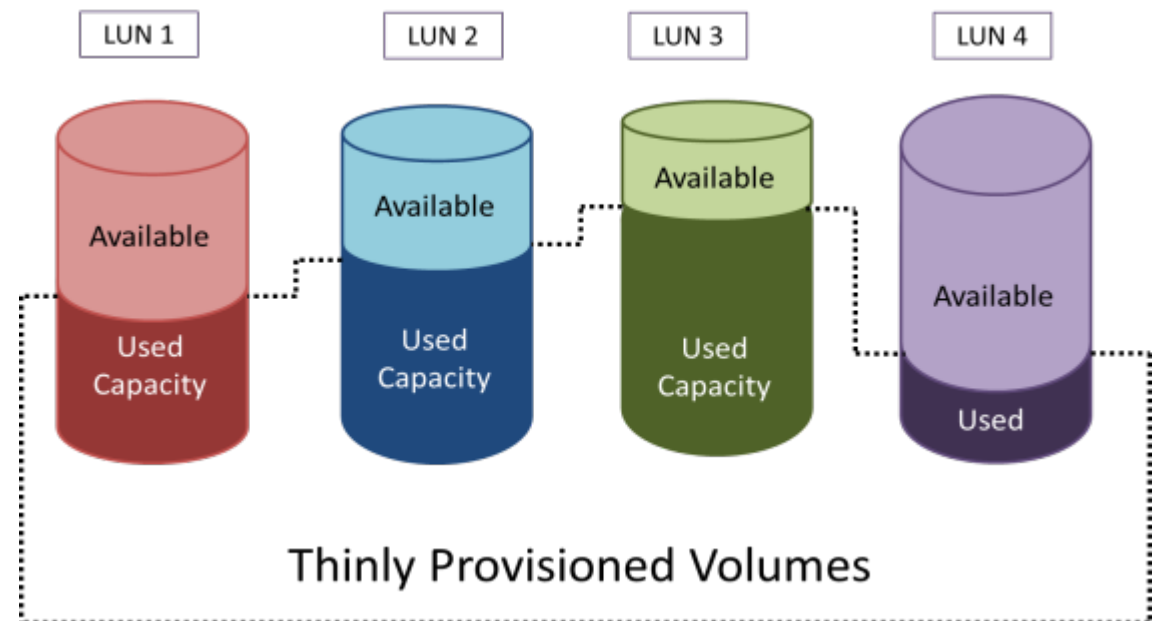 LUN 1
LUN 2
LUN 3
LUN 4
Available
Used
Capacity
Available
Used
Capacity
Available
Used
Capacity
Available
Used
Thinly Provisioned Volumes